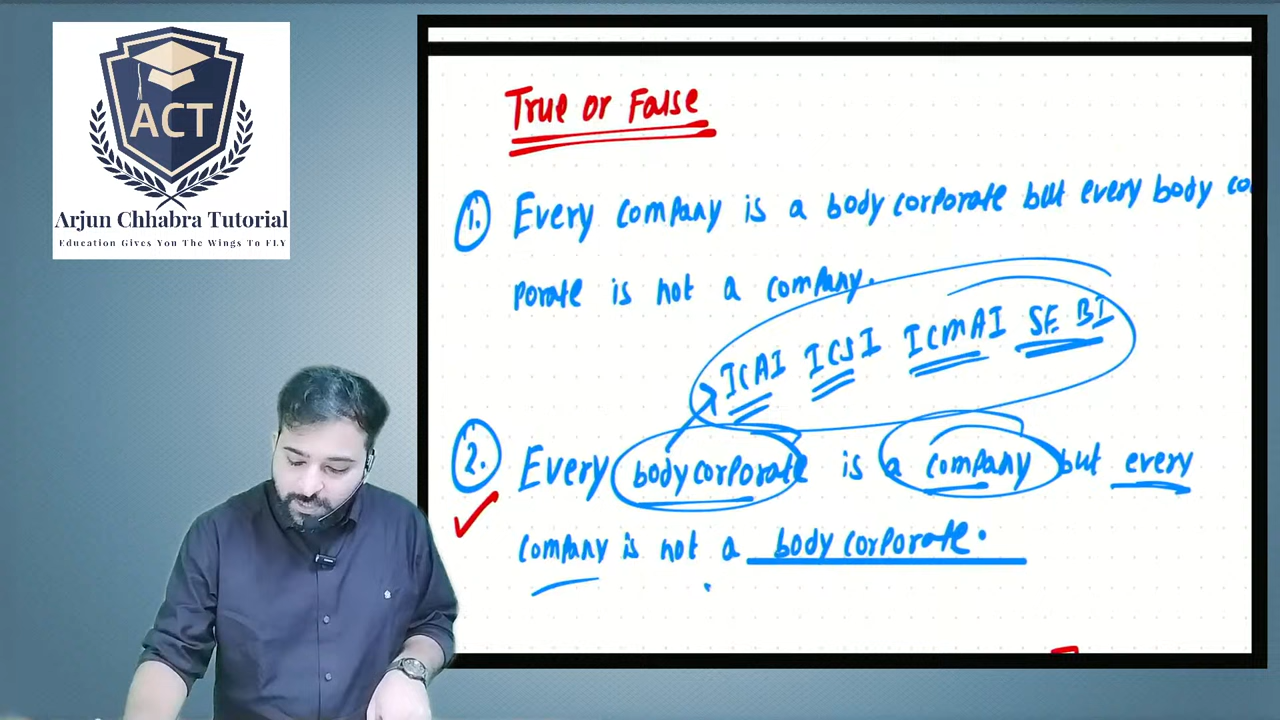 ACT
Arjun Chhabra Tutorial
Education Gives You The Wings To FLY
True or False
1. Every company is a body corporate but every body co
porate is not a company.
ICAI ICSI ICMAI SEBI
2. Every body corporate is a company but every
company is not a body corporate.